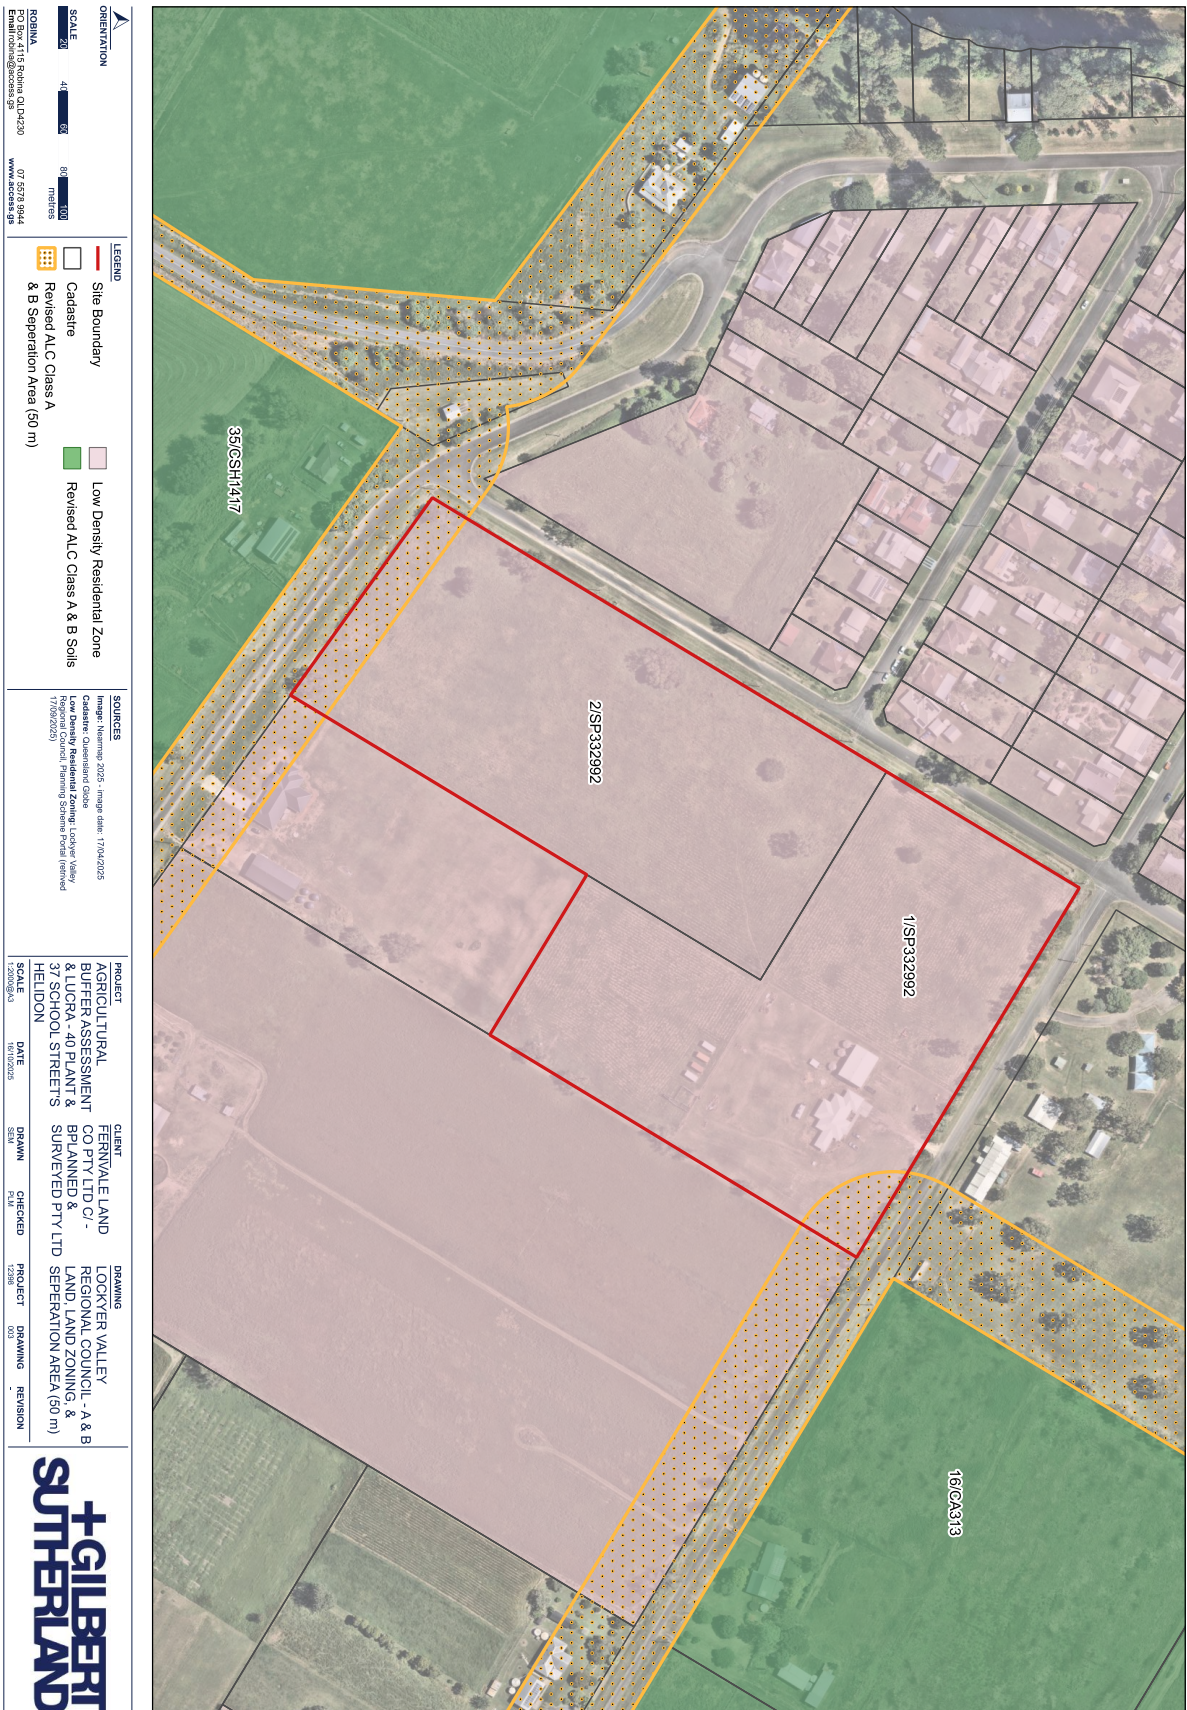 35/CSH1417
2/SP332992
1/SP332992
16/CA313
ORIENTATION
SCALE
20 40 60 80 100
metres
ROBINA
PO Box 4115 Robina QLD4230 07 5578 9944
Email robina@access.gs www.access.gs
LEGEND
Site Boundary
Cadastre
Revised ALC Class A
& B Seperation Area (50 m)
Low Density Residential Zone
Revised ALC Class A & B Soils
SOURCES
Image: Nearmap 2025 - image date: 17/04/2025
Cadastre: Queensland Globe
Low Density Residential Zoning: Lockyer Valley
Regional Council, Planning Scheme Portal (retrived
17/09/2025)
PROJECT
AGRICULTURAL
BUFFER ASSESSMENT
& LUCRA - 40 PLANT &
37 SCHOOL STREET'S
HELIDON
CLIENT
FERNVALE LAND
CO PTY LTD C/ -
BPLANNED &
SURVEYED PTY LTD
DRAWING
LOCKYER VALLEY
REGIONAL COUNCIL - A & B
LAND, LAND ZONING, &
SEPERATION AREA (50 m)
SCALE DATE DRAWN CHECKED PROJECT DRAWING REVISION
1:2000@A3 16/10/2025 SEM PLM 12398 003 -
+GILBERT
SUTHERLAND